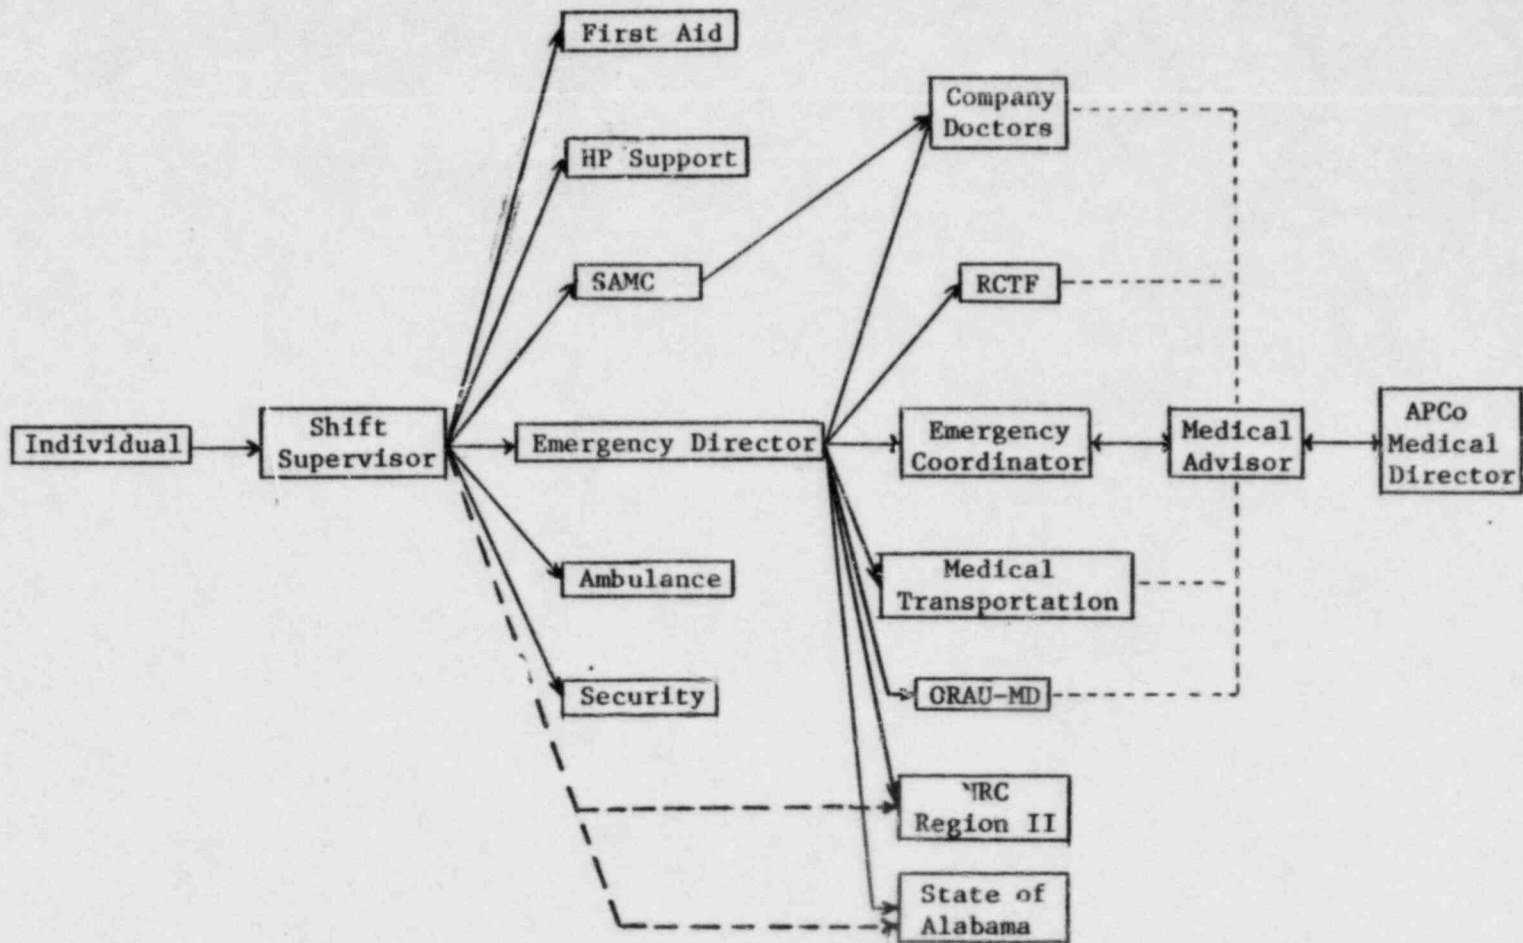 First Aid
Company
Doctors
HP Support
SAMC
RCTF
Individual
Shift
Supervisor
Emergency Director
Emergency
Coordinator
Medical
Advisor
APCo
Medical
Director
Ambulance
Medical
Transportation
Security
ORAU-MD
NRC
Region II
State of
Alabama